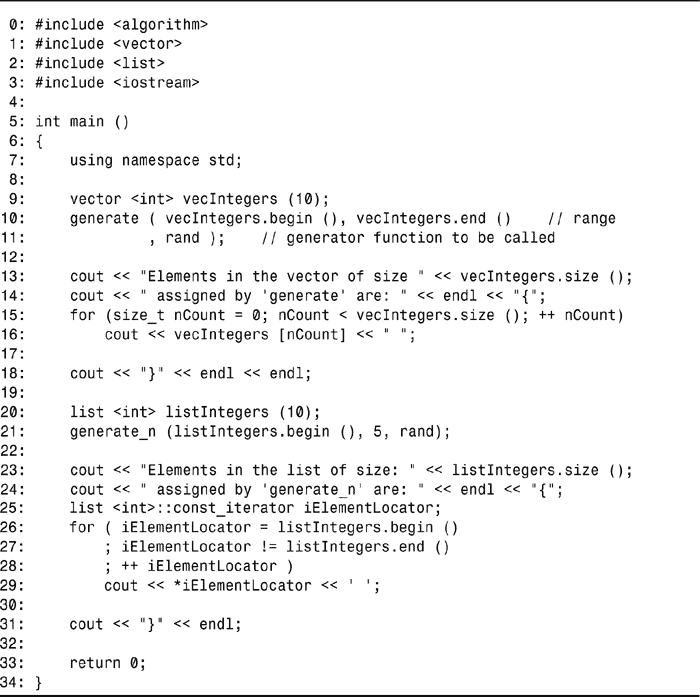 0: #include <algorithm>
1: #include <vector>
2: #include <list>
3: #include <iostream>
4:
5: int main ()
6: {
7:     using namespace std;
8:
9:     vector <int> vecIntegers (10);
10:     generate ( vecIntegers.begin (), vecIntegers.end ()    // range
11:              , rand );    // generator function to be called
12:
13:     cout << "Elements in the vector of size " << vecIntegers.size ();
14:     cout << " assigned by 'generate' are: " << endl << "{";
15:     for (size_t nCount = 0; nCount < vecIntegers.size (); ++ nCount)
16:         cout << vecIntegers [nCount] << " ";
17:
18:     cout << "}" << endl << endl;
19:
20:     list <int> listIntegers (10);
21:     generate_n (listIntegers.begin (), 5, rand);
22:
23:     cout << "Elements in the list of size: " << listIntegers.size ();
24:     cout << " assigned by 'generate_n' are: " << endl << "{";
25:     list <int>::const_iterator iElementLocator;
26:     for ( iElementLocator = listIntegers.begin ()
27:         ; iElementLocator != listIntegers.end ()
28:         ; ++ iElementLocator )
29:         cout << *iElementLocator << ' ';
30:
31:     cout << "}" << endl;
32:
33:     return 0;
34: }